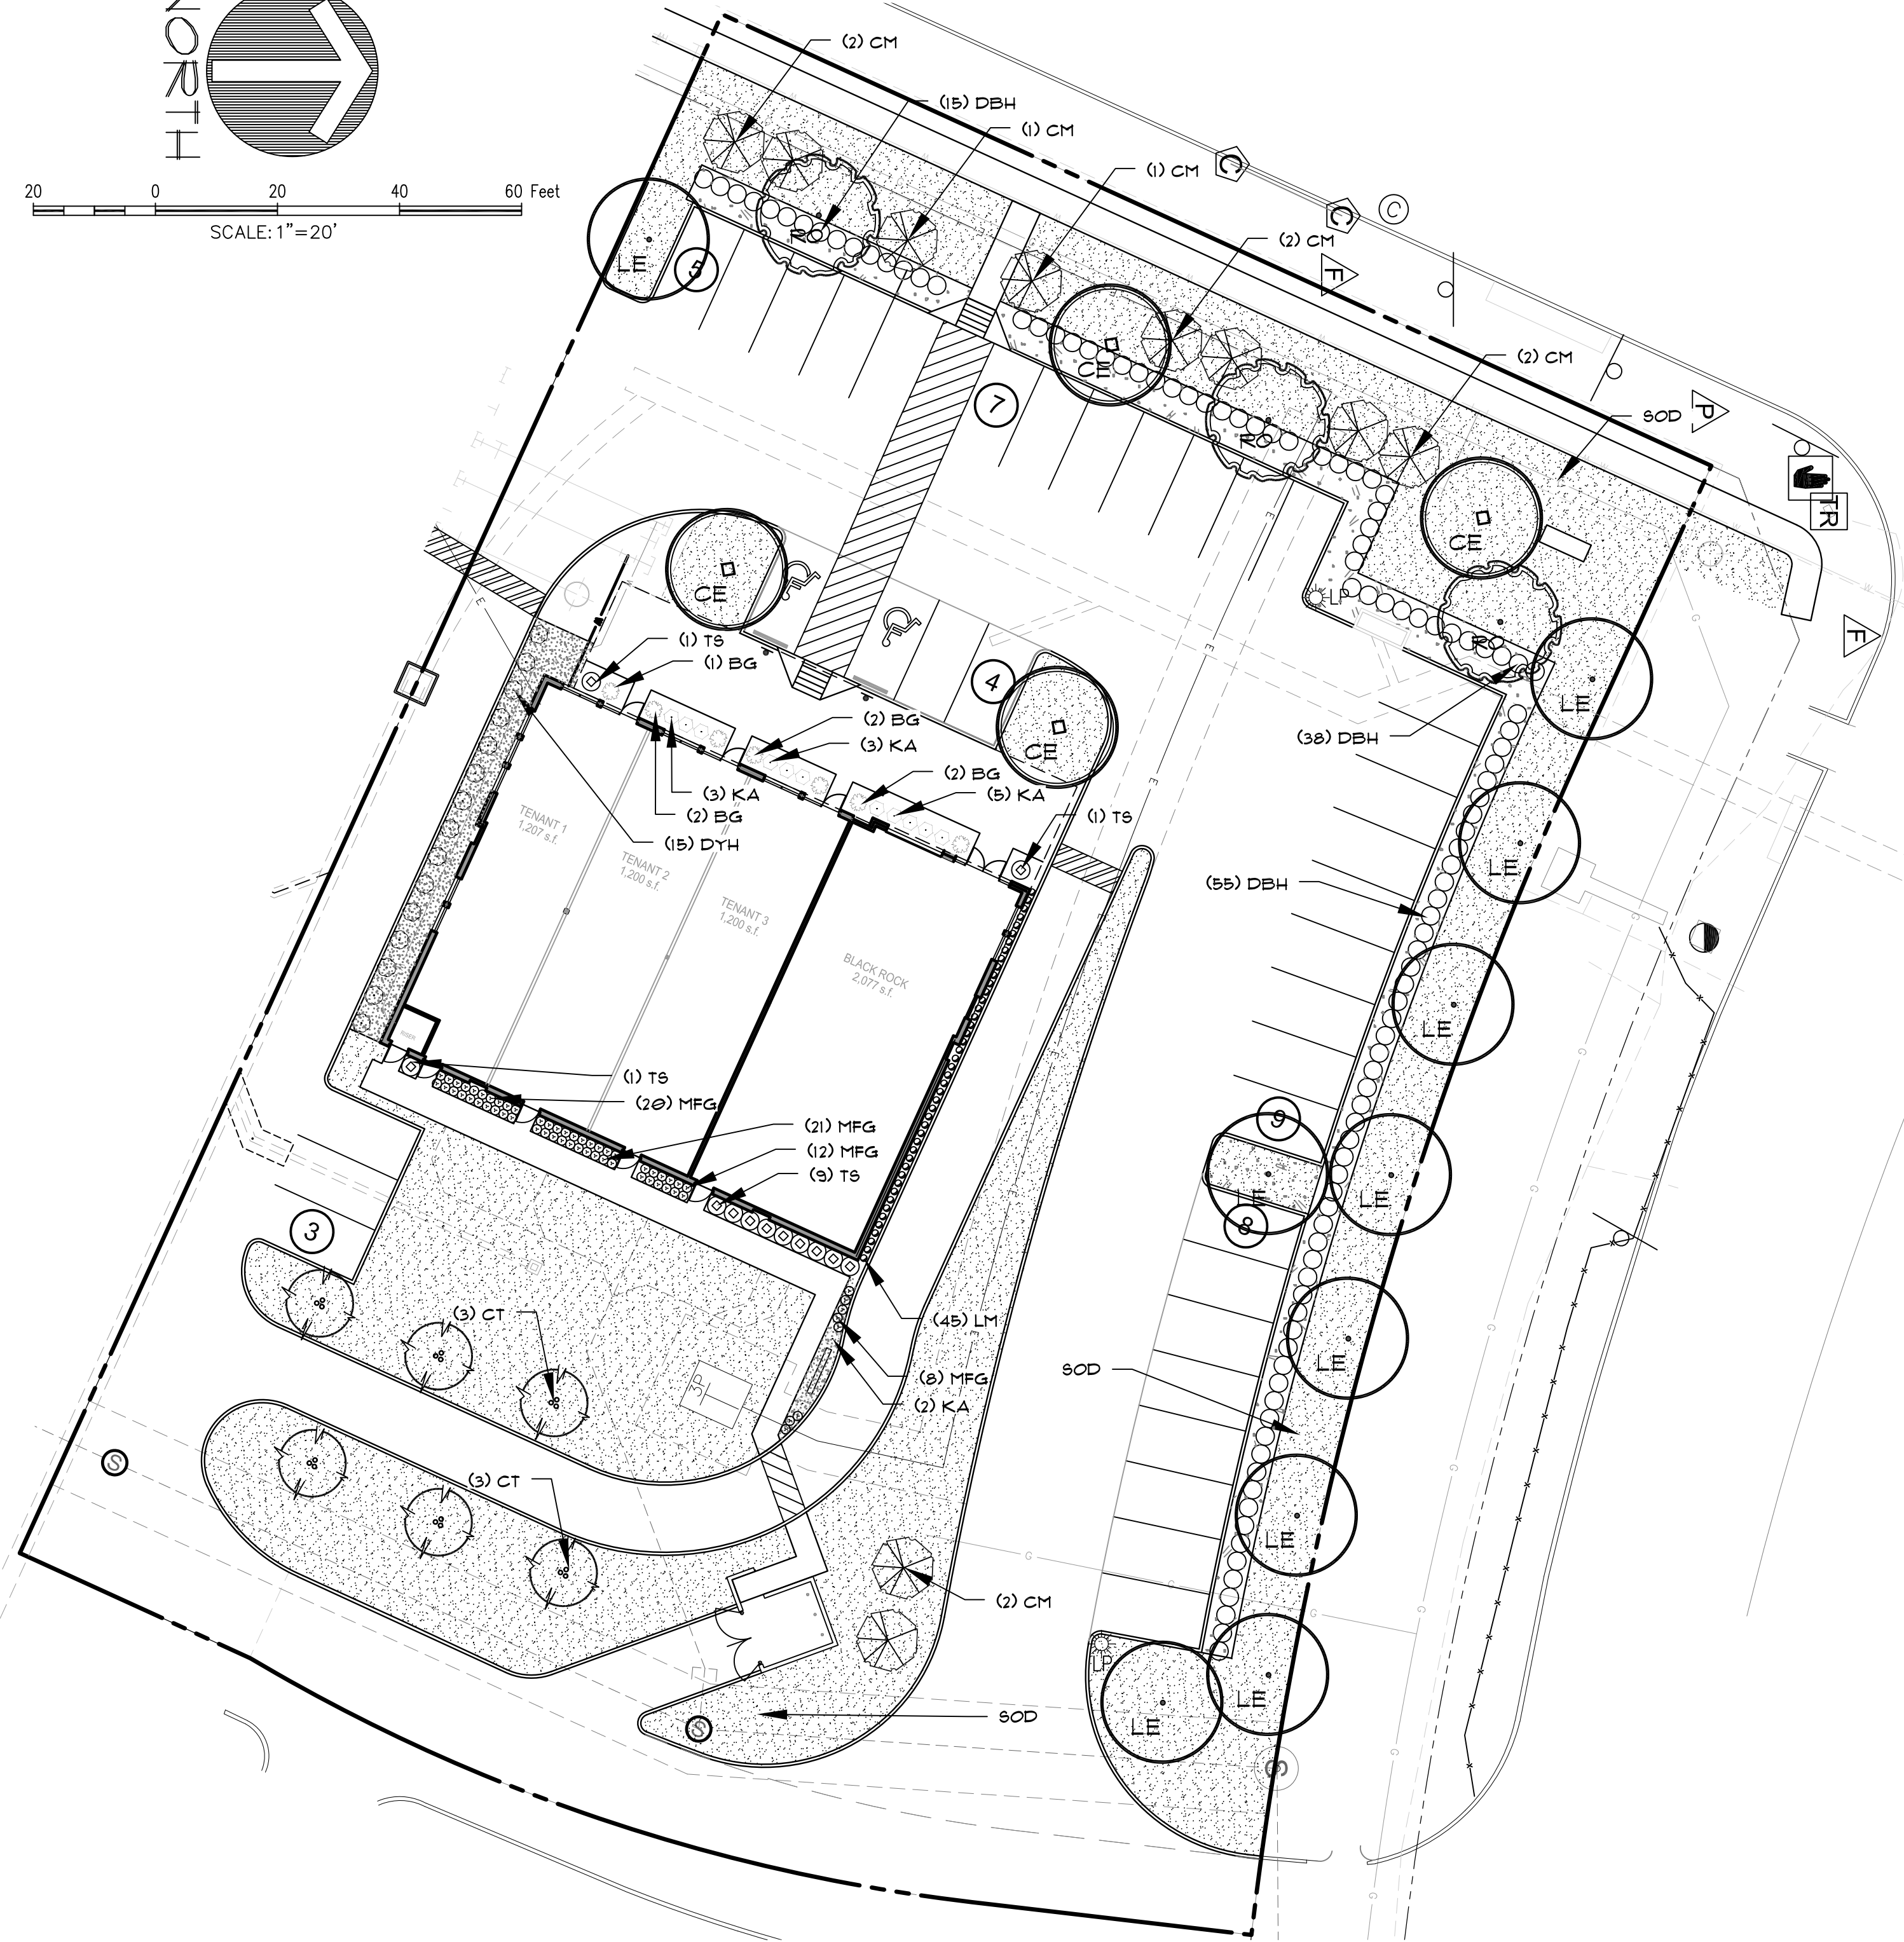 NORTH
20 0 20 40 60 Feet
SCALE: 1"=20'
(2) CM
(15) DBH
(1) CM
(1) CM
(2) CM
(2) CM
SOD
C
C
C
F
P
TR
F
LE
5
RO
CE
7
RO
CE
RO
LP
CE
4
CE
LE
(1) TS
(1) BG
(2) BG
(3) KA
(2) BG
(5) KA
(1) TS
(3) KA
(2) BG
(15) DYH
(38) DBH
(55) DBH
TENANT 1
1,207 s.f.
TENANT 2
1,200 s.f.
TENANT 3
1,200 s.f.
BLACK ROCK
2,077 s.f.
RISER
LE
LE
9
LE
8
LE
LE
LE
LE
LE
(1) TS
(20) MFG
(21) MFG
(12) MFG
(9) TS
3
(3) CT
(45) LM
(8) MFG
(2) KA
3P
SOD
(3) CT
S
(2) CM
LP
SOD
S
S
E
E
E
E
E
E
G
G
G
G
G
G
G
G
W